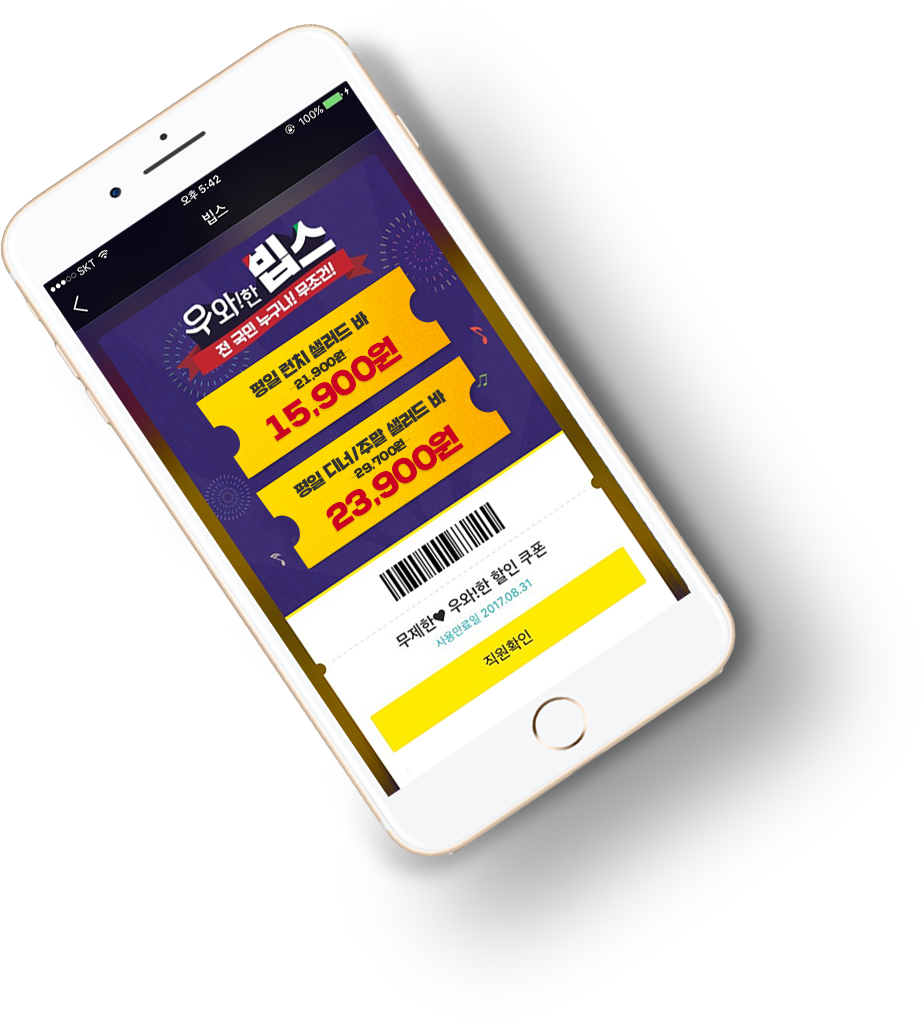 SKT 오후 5:42 100%
빕스
우와!한 빕스
전 국민 누구나! 무조건!
평일 런치 샐러드 바
21,900원
15,900원
평일 디너/주말 샐러드 바
29,700원
23,900원
무제한♥ 우와!한 할인 쿠폰
사용만료일 2017.08.31
직원확인